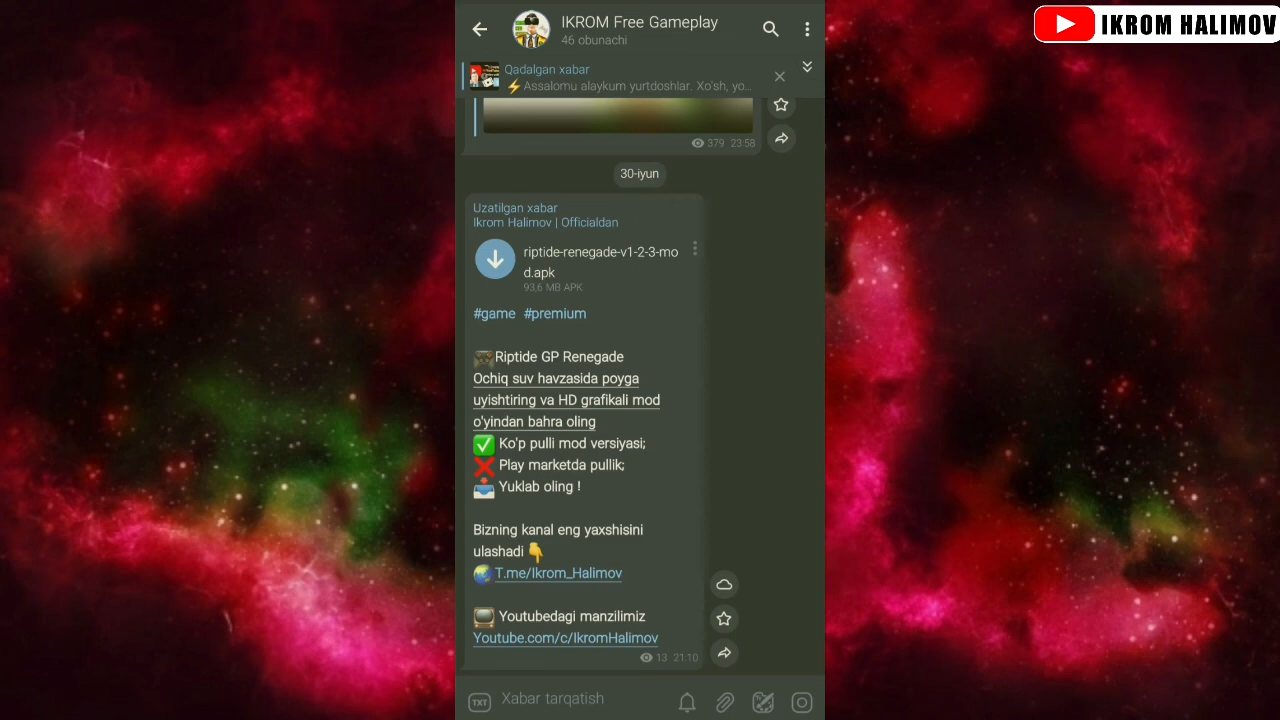 IKROM HALIMOV
IKROM Free Gameplay
46 obunachi
Qadalgan xabar
⚡Assalomu alaykum yurtdoshlar. Xo'sh, yo...
379 23:58
30-iyun
Uzatilgan xabar
Ikrom Halimov | Officialdan
riptide-renegade-v1-2-3-mo
d.apk
93,6 MB APK
#game #premium
🎮Riptide GP Renegade
Ochiq suv havzasida poyga
uyishtiring va HD grafikali mod
o'yindan bahra oling
✅ Ko'p pulli mod versiyasi;
❌ Play marketda pullik;
📤 Yuklab oling !
Bizning kanal eng yaxshisini
ulashadi 👇
🌏T.me/Ikrom_Halimov
📺 Youtubedagi manzilimiz
Youtube.com/c/IkromHalimov
13 21:10
TXT Xabar tarqatish